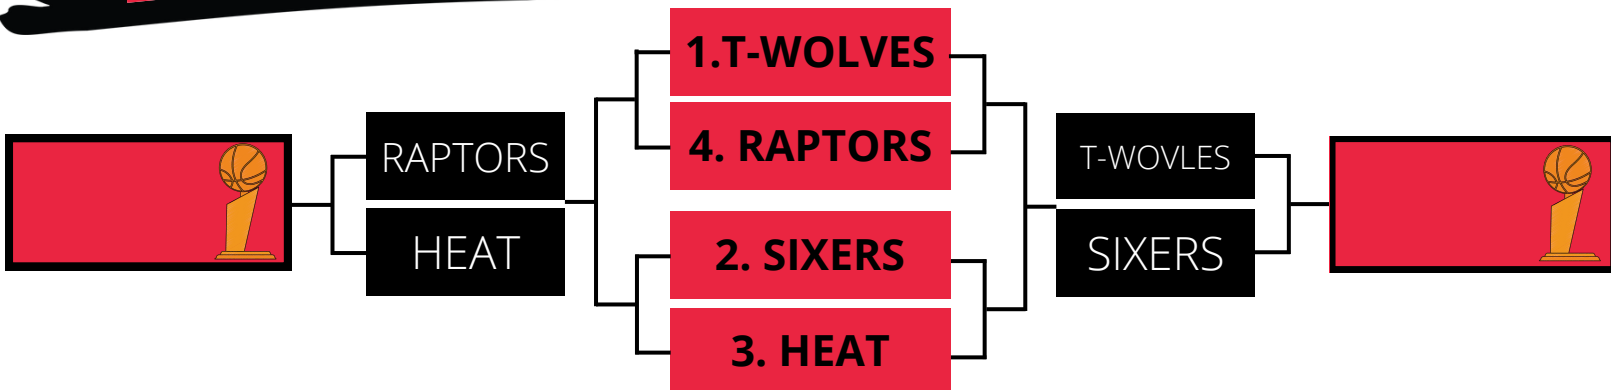 1.T-WOLVES
4. RAPTORS
2. SIXERS
3. HEAT
RAPTORS
HEAT
T-WOVLES
SIXERS